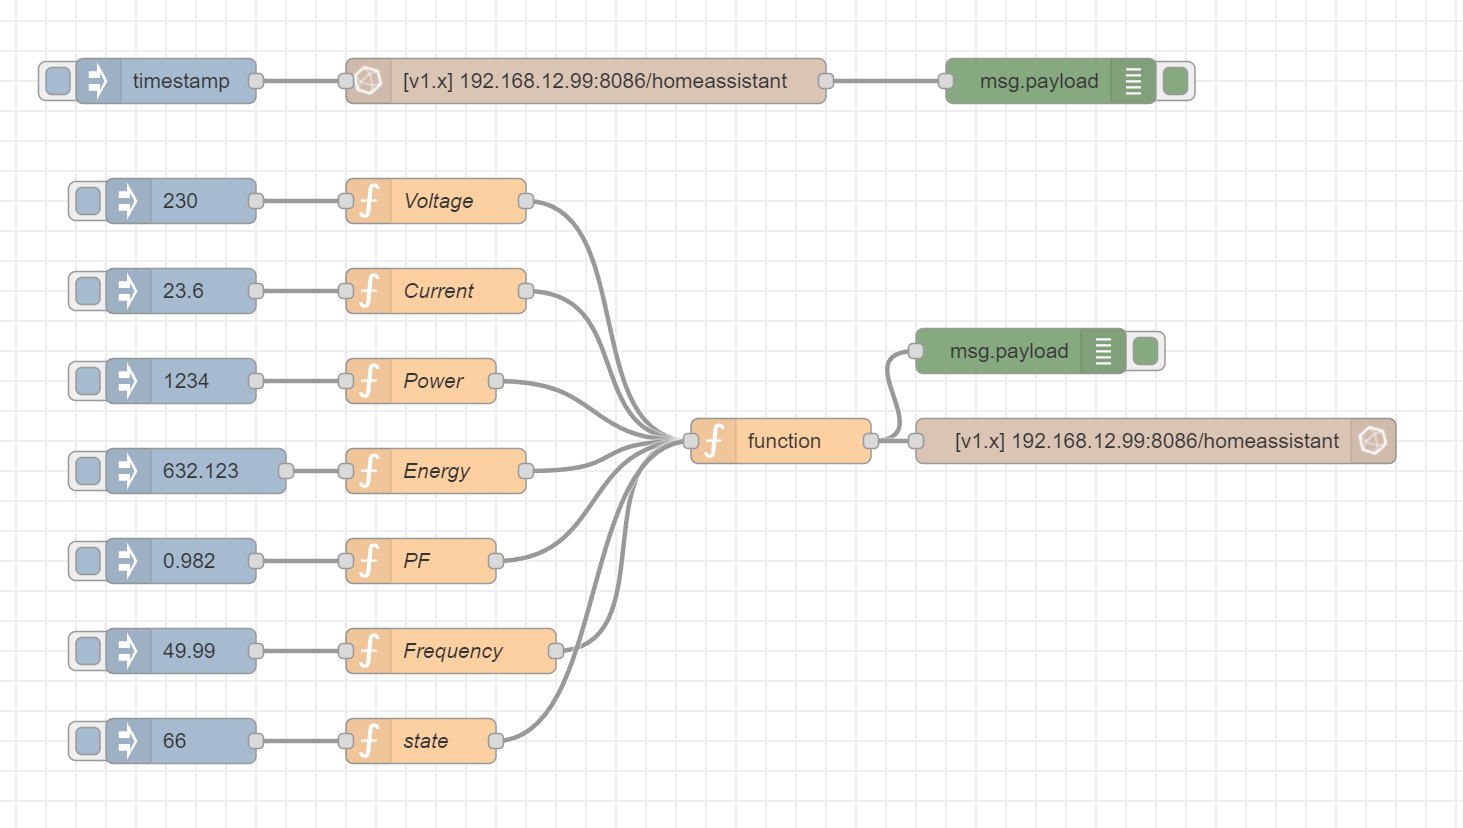 timestamp
[v1.x] 192.168.12.99:8086/homeassistant
msg.payload
230
Voltage
23.6
Current
1234
Power
632.123
Energy
0.982
PF
49.99
Frequency
66
state
function
msg.payload
[v1.x] 192.168.12.99:8086/homeassistant